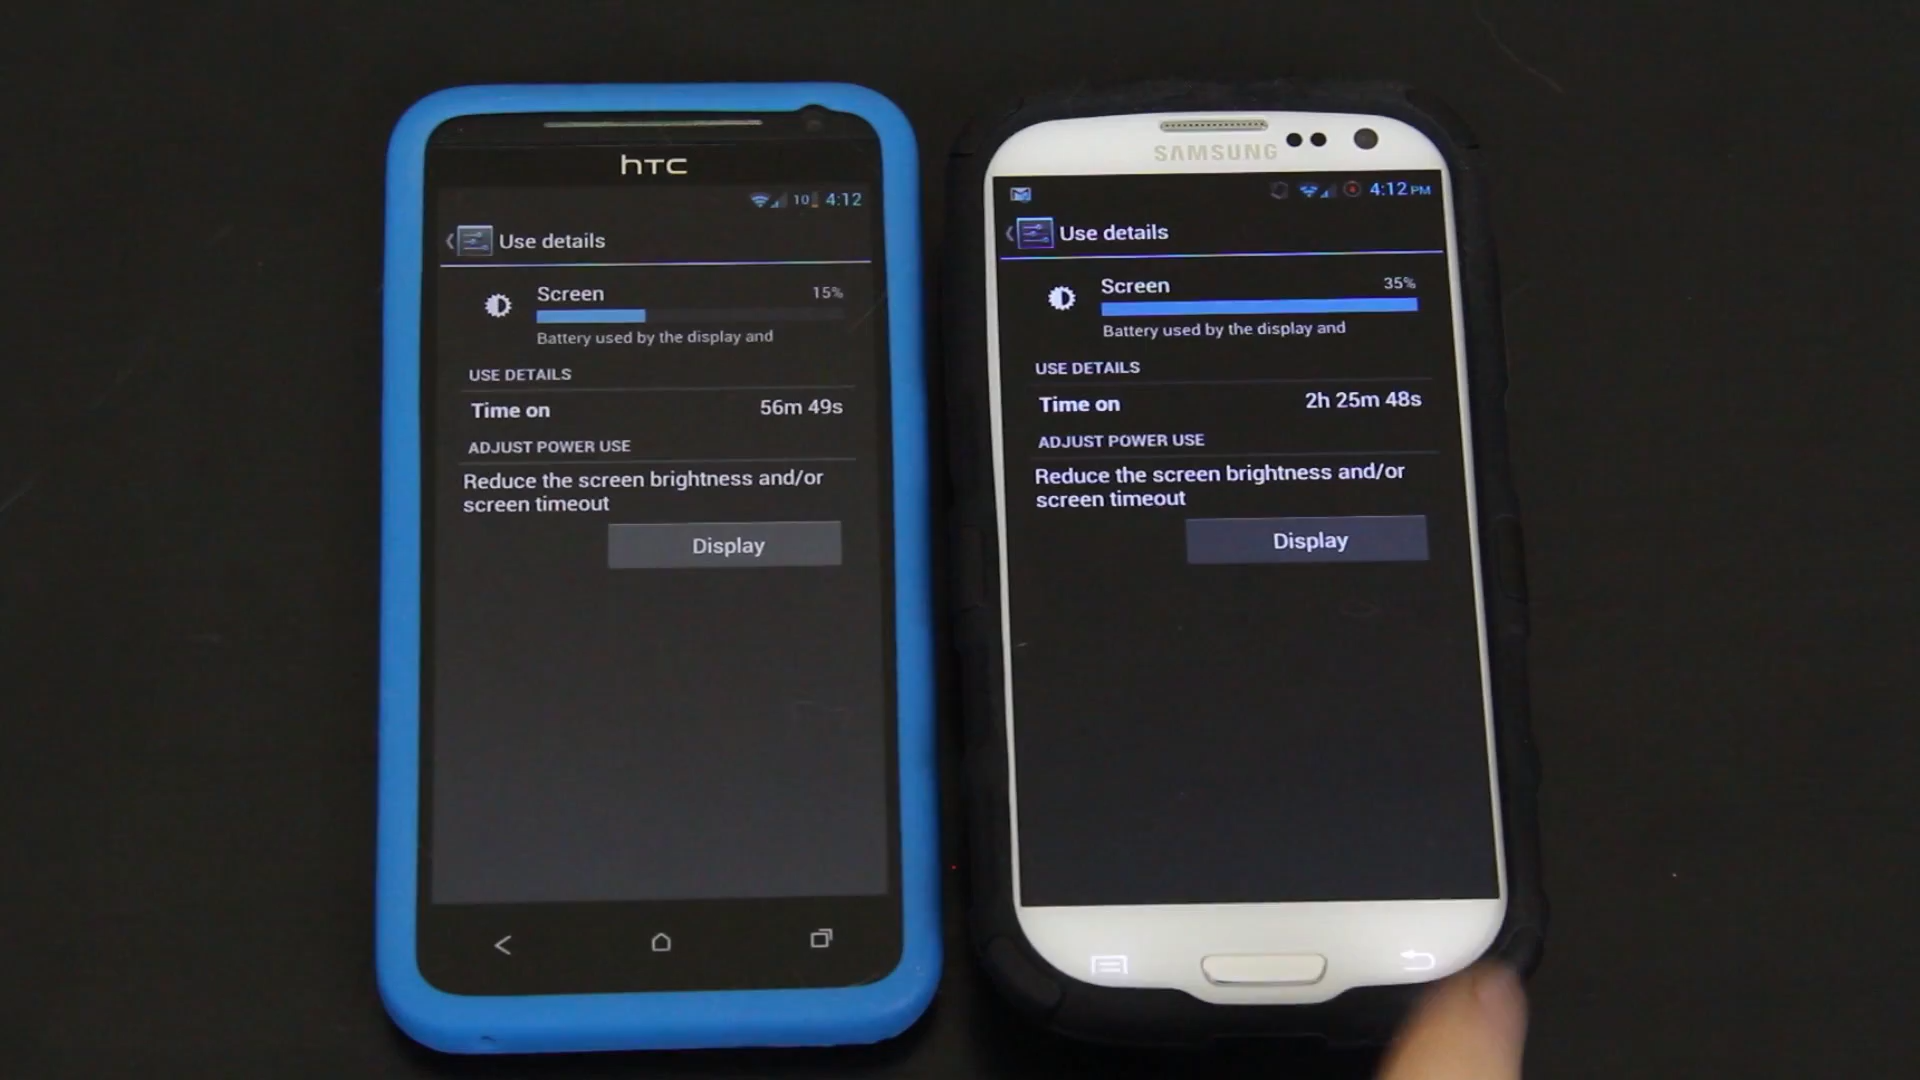 hTC
10 4:12
Use details
Screen 15%
Battery used by the display and
USE DETAILS
Time on 56m 49s
ADJUST POWER USE
Reduce the screen brightness and/or
screen timeout
Display
SAMSUNG
4:12 PM
Use details
Screen 35%
Battery used by the display and
USE DETAILS
Time on 2h 25m 48s
ADJUST POWER USE
Reduce the screen brightness and/or
screen timeout
Display